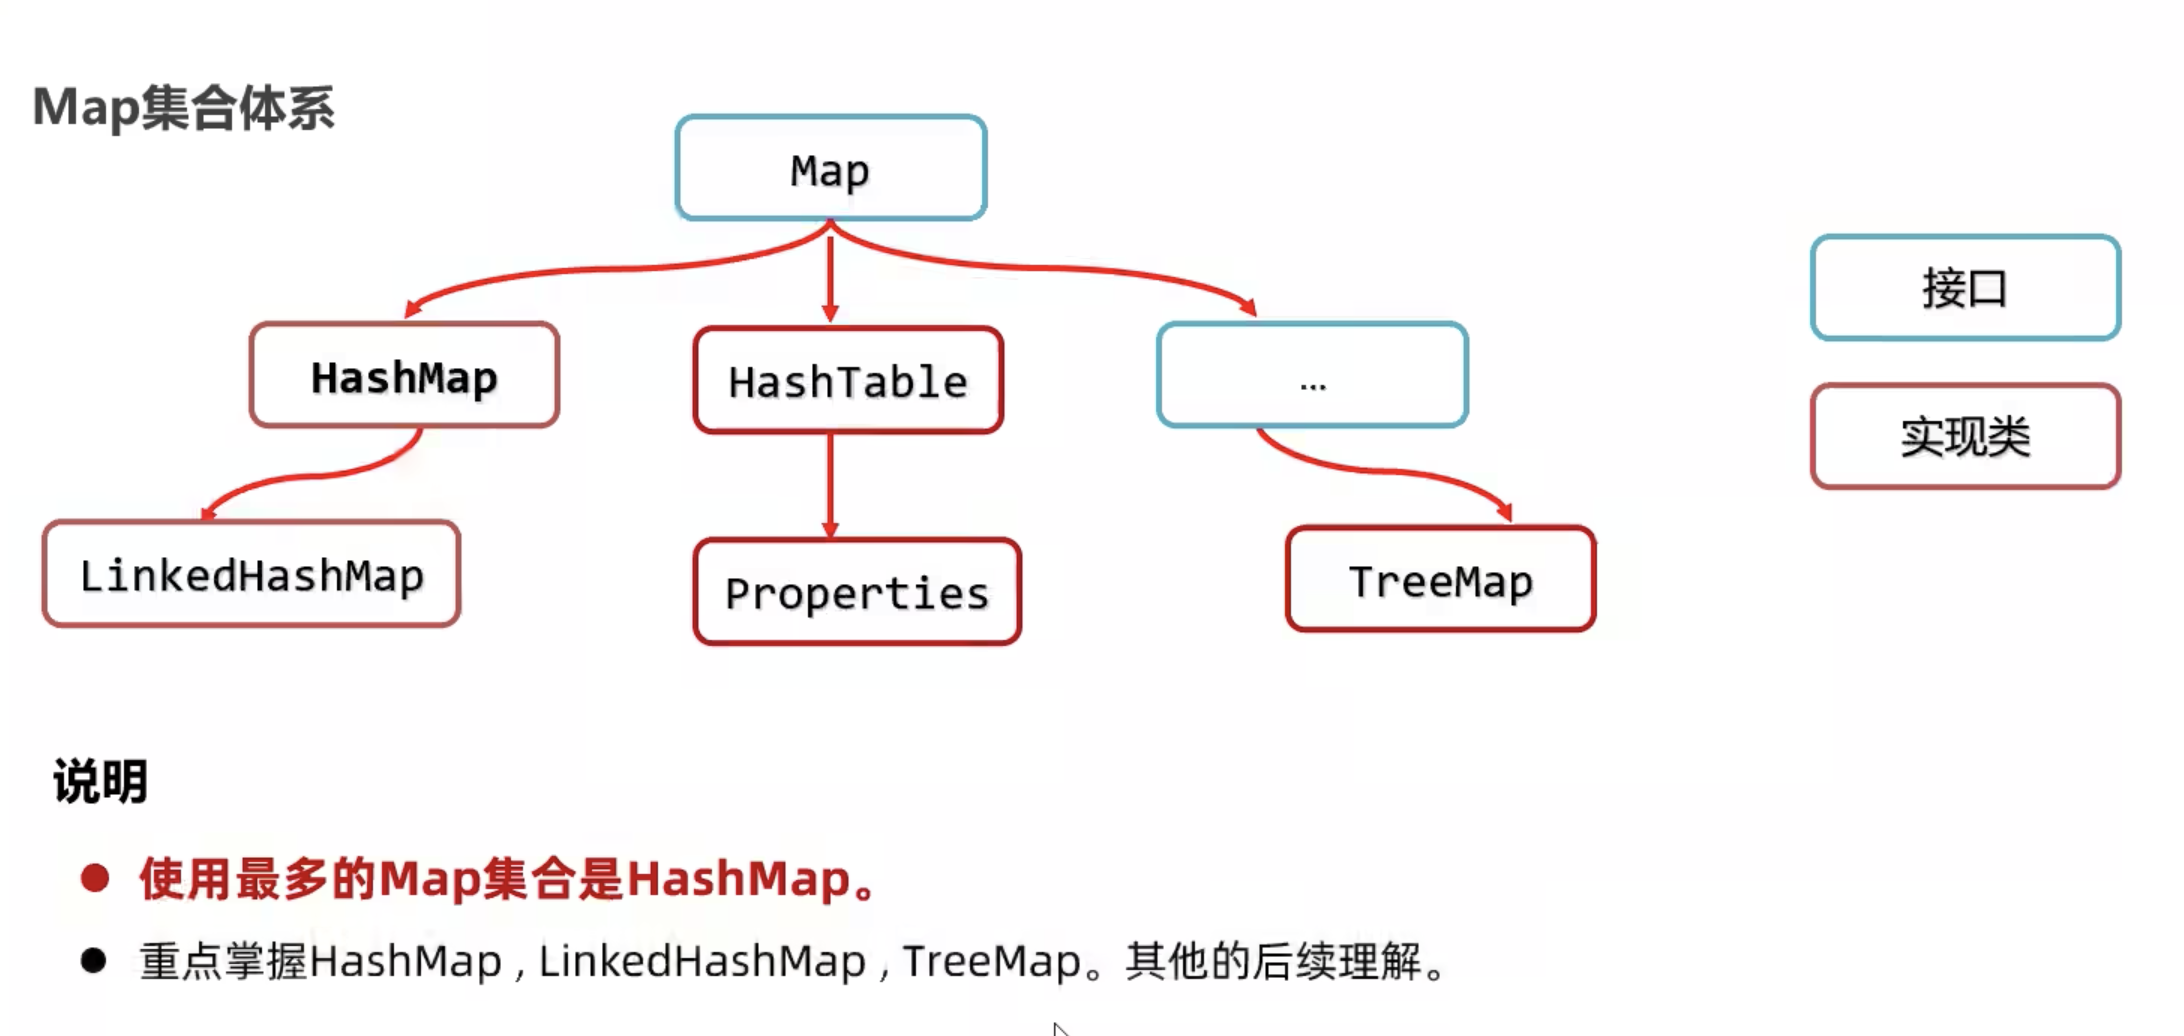 Map集合体系
Map
接口
HashMap
HashTable
...
实现类
LinkedHashMap
Properties
TreeMap
说明
使用最多的Map集合是HashMap。
重点掌握HashMap , LinkedHashMap , TreeMap。其他的后续理解。